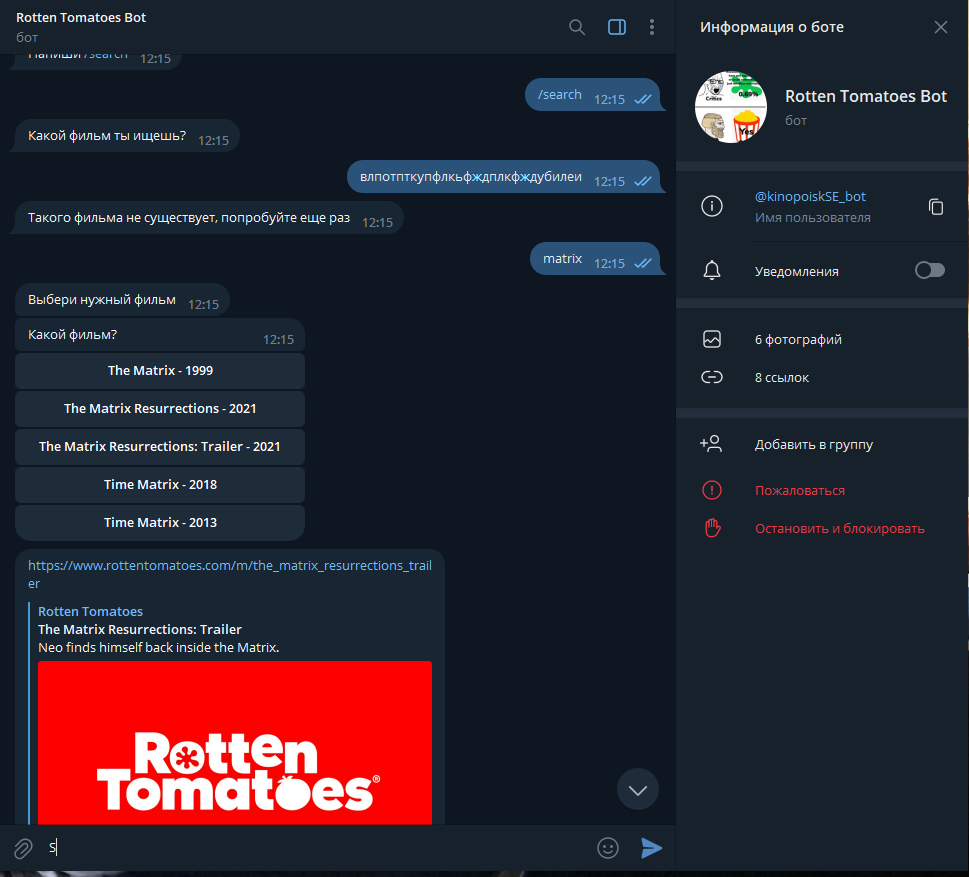 Rotten Tomatoes Bot
бот
Напиши /search 12:15
/search 12:15
Какой фильм ты ищешь? 12:15
влпотпткупфлкьфждплкфждубилеи 12:15
Такого фильма не существует, попробуйте еще раз 12:15
matrix 12:15
Выбери нужный фильм 12:15
Какой фильм? 12:15
The Matrix - 1999
The Matrix Resurrections - 2021
The Matrix Resurrections: Trailer - 2021
Time Matrix - 2018
Time Matrix - 2013
https://www.rottentomatoes.com/m/the_matrix_resurrections_trail
er
Rotten Tomatoes
The Matrix Resurrections: Trailer
Neo finds himself back inside the Matrix.
Rotten
Tomatoes®
S
Информация о боте
Critics
0,69%
Yes
Rotten Tomatoes Bot
бот
@kinopoiskSE_bot
Имя пользователя
Уведомления
6 фотографий
8 ссылок
Добавить в группу
Пожаловаться
Остановить и блокировать